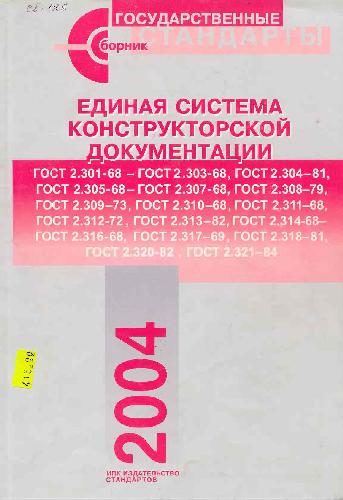 ГОСУДАРСТВЕННЫЕ
СТАНДАРТЫ
Сборник
ЕДИНАЯ СИСТЕМА
КОНСТРУКТОРСКОЙ
ДОКУМЕНТАЦИИ
ГОСТ 2.301-68 – ГОСТ 2.303-68, ГОСТ 2.304–81,
ГОСТ 2.305-68– ГОСТ 2.307-68, ГОСТ 2.308–79,
ГОСТ 2.309–73, ГОСТ 2.310–68, ГОСТ 2.311–68,
ГОСТ 2.312-72, ГОСТ 2.313–82, ГОСТ 2.314-68–
ГОСТ 2.316-68, ГОСТ 2.317–69, ГОСТ 2.318–81,
ГОСТ 2.320-82 , ГОСТ 2.321–84
2004
ИПК ИЗДАТЕЛЬСТВО
СТАНДАРТОВ